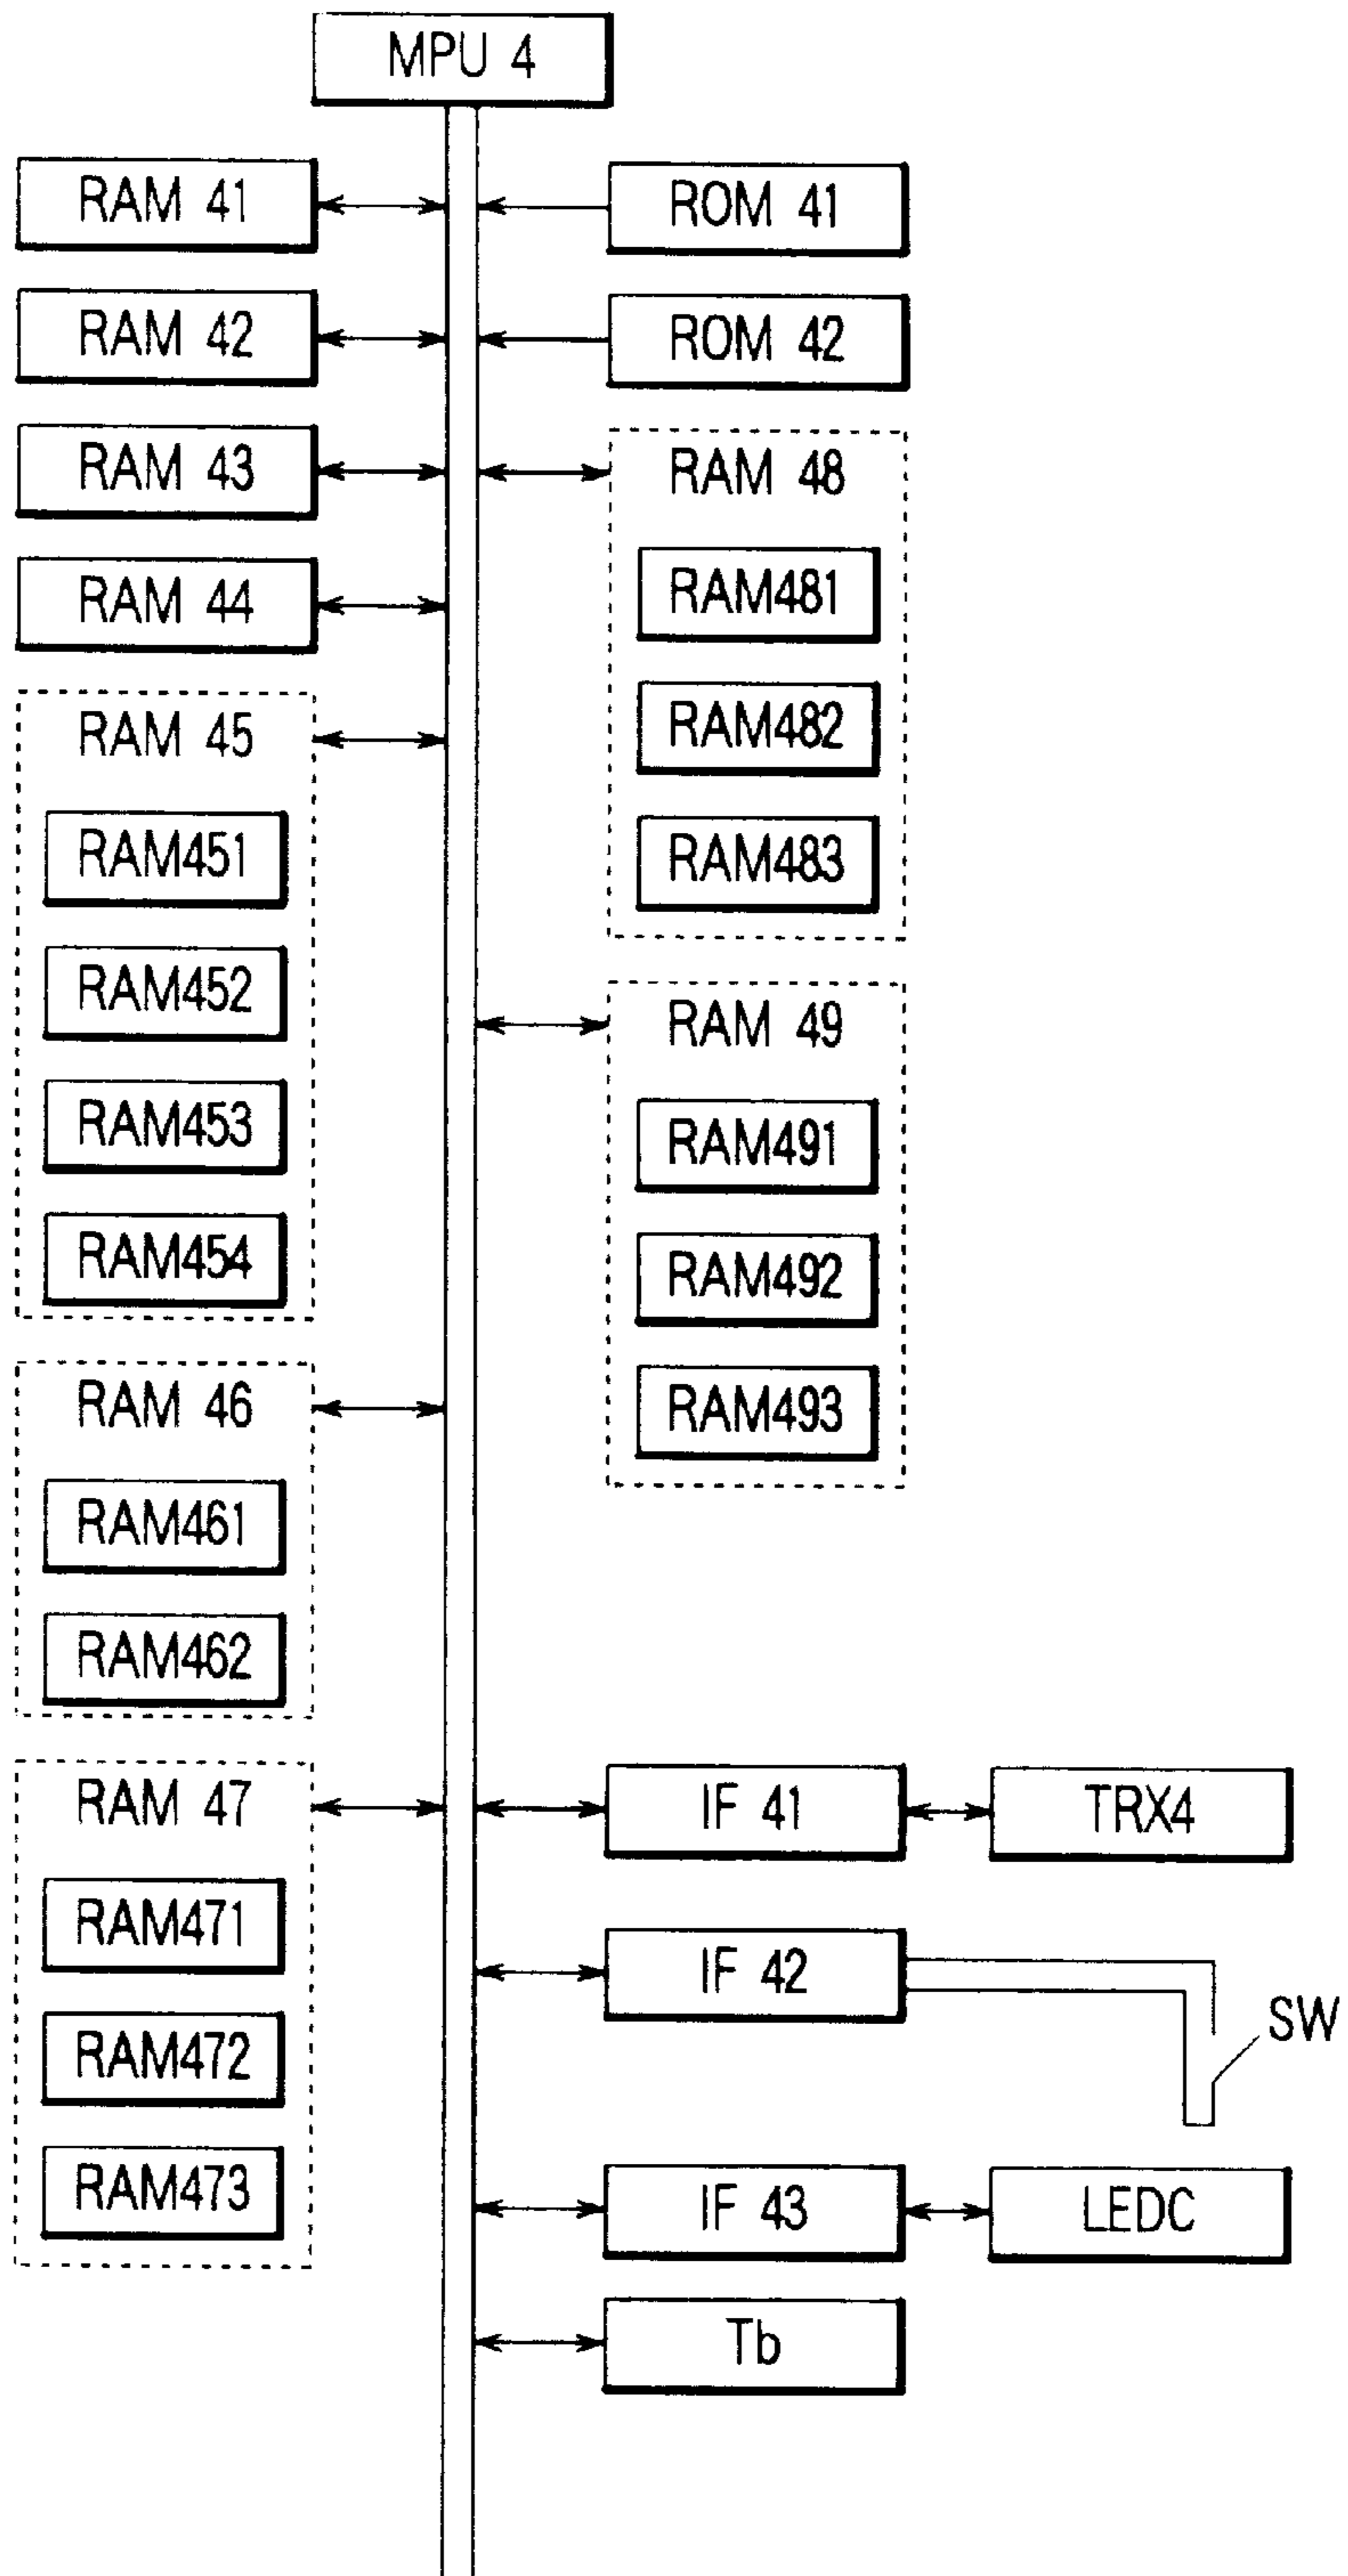 MPU 4
RAM 41
RAM 42
RAM 43
RAM 44
RAM 45
RAM451
RAM452
RAM453
RAM454
RAM 46
RAM461
RAM462
RAM 47
RAM471
RAM472
RAM473
ROM 41
ROM 42
RAM 48
RAM481
RAM482
RAM483
RAM 49
RAM491
RAM492
RAM493
IF 41
TRX4
IF 42
SW
IF 43
LEDC
Tb